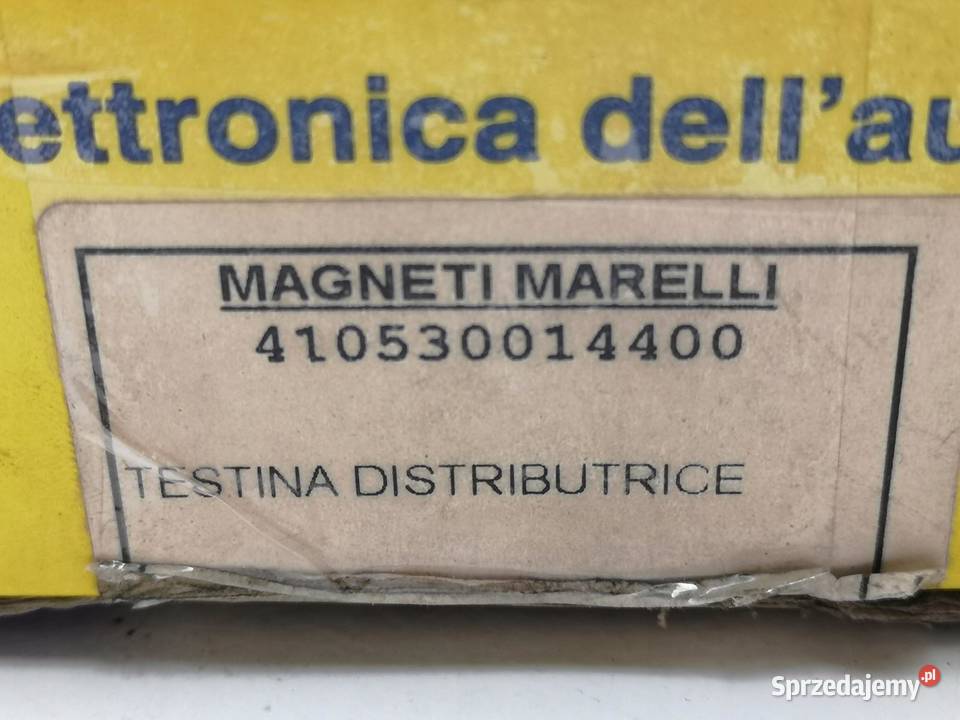 ettronica dell'au
MAGNETI MARELLI
410530014400
TESTINA DISTRIBUTRICE
Sprzedajemy.pl